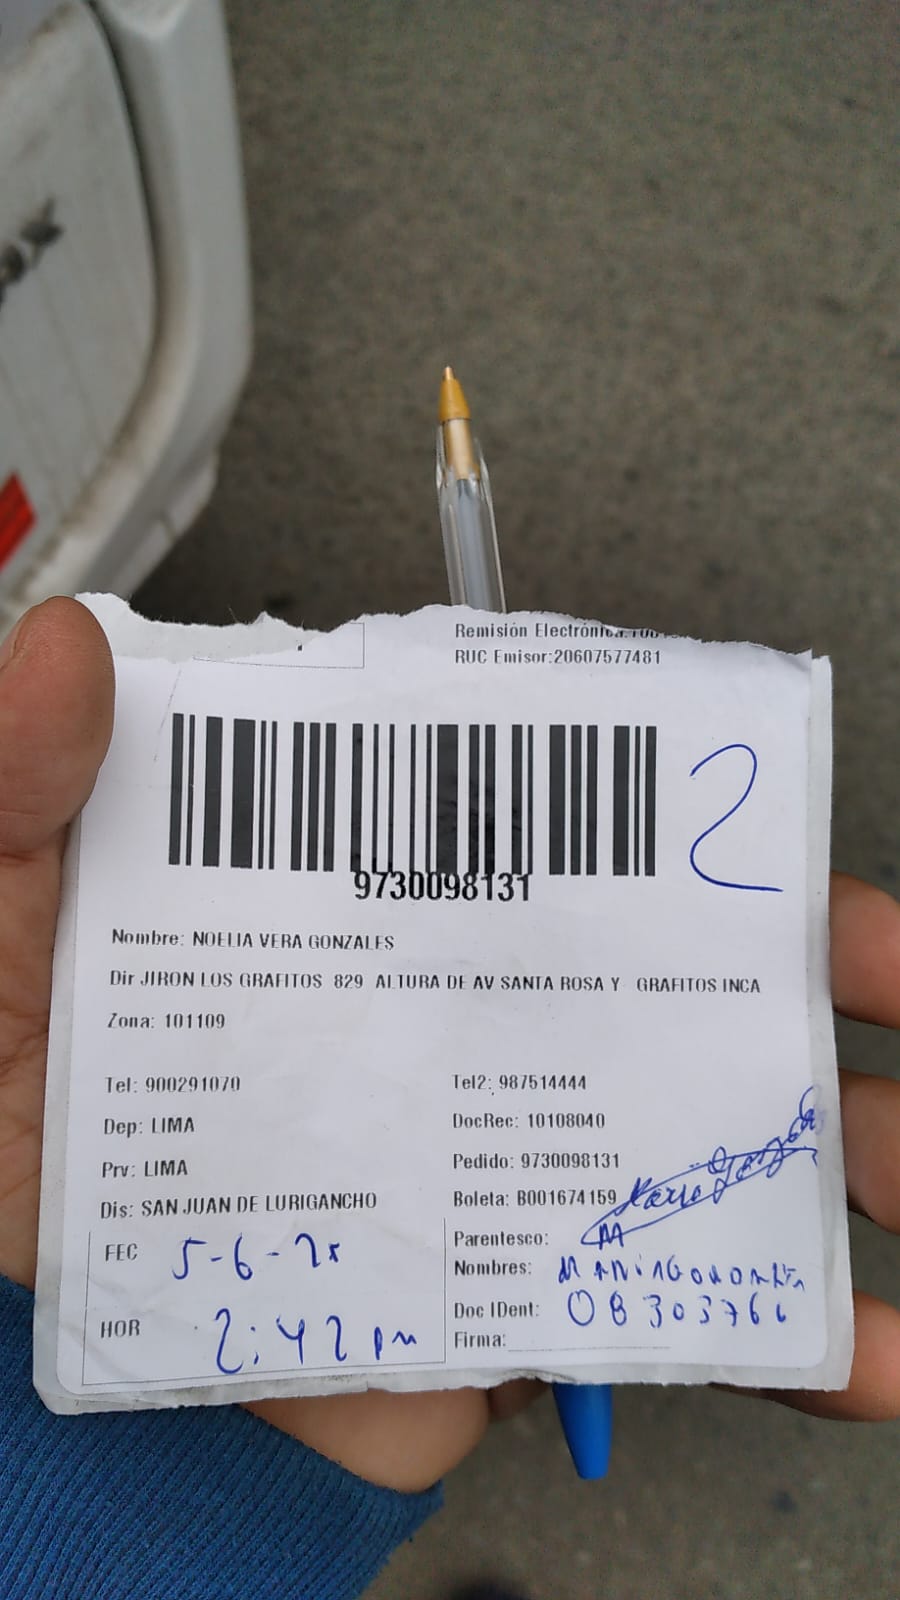 Remisión Electrónica:
RUC Emisor:20607577481
2
9730098131
Nombre: NOELIA VERA GONZALES
Dir JIRON LOS GRAFITOS 829 ALTURA DE AV SANTA ROSA Y GRAFITOS INCA
Zona: 101109
Tel: 900291070
Tel2: 987514444
Dep: LIMA
DocRec: 10108040
Prv: LIMA
Pedido: 9730098131
Dis: SAN JUAN DE LURIGANCHO
Boleta: B001674159
FEC 5-6-25
Parentesco:
Nombres:
HOR 2:42 pm
Doc IDent: 08303766
Firma: